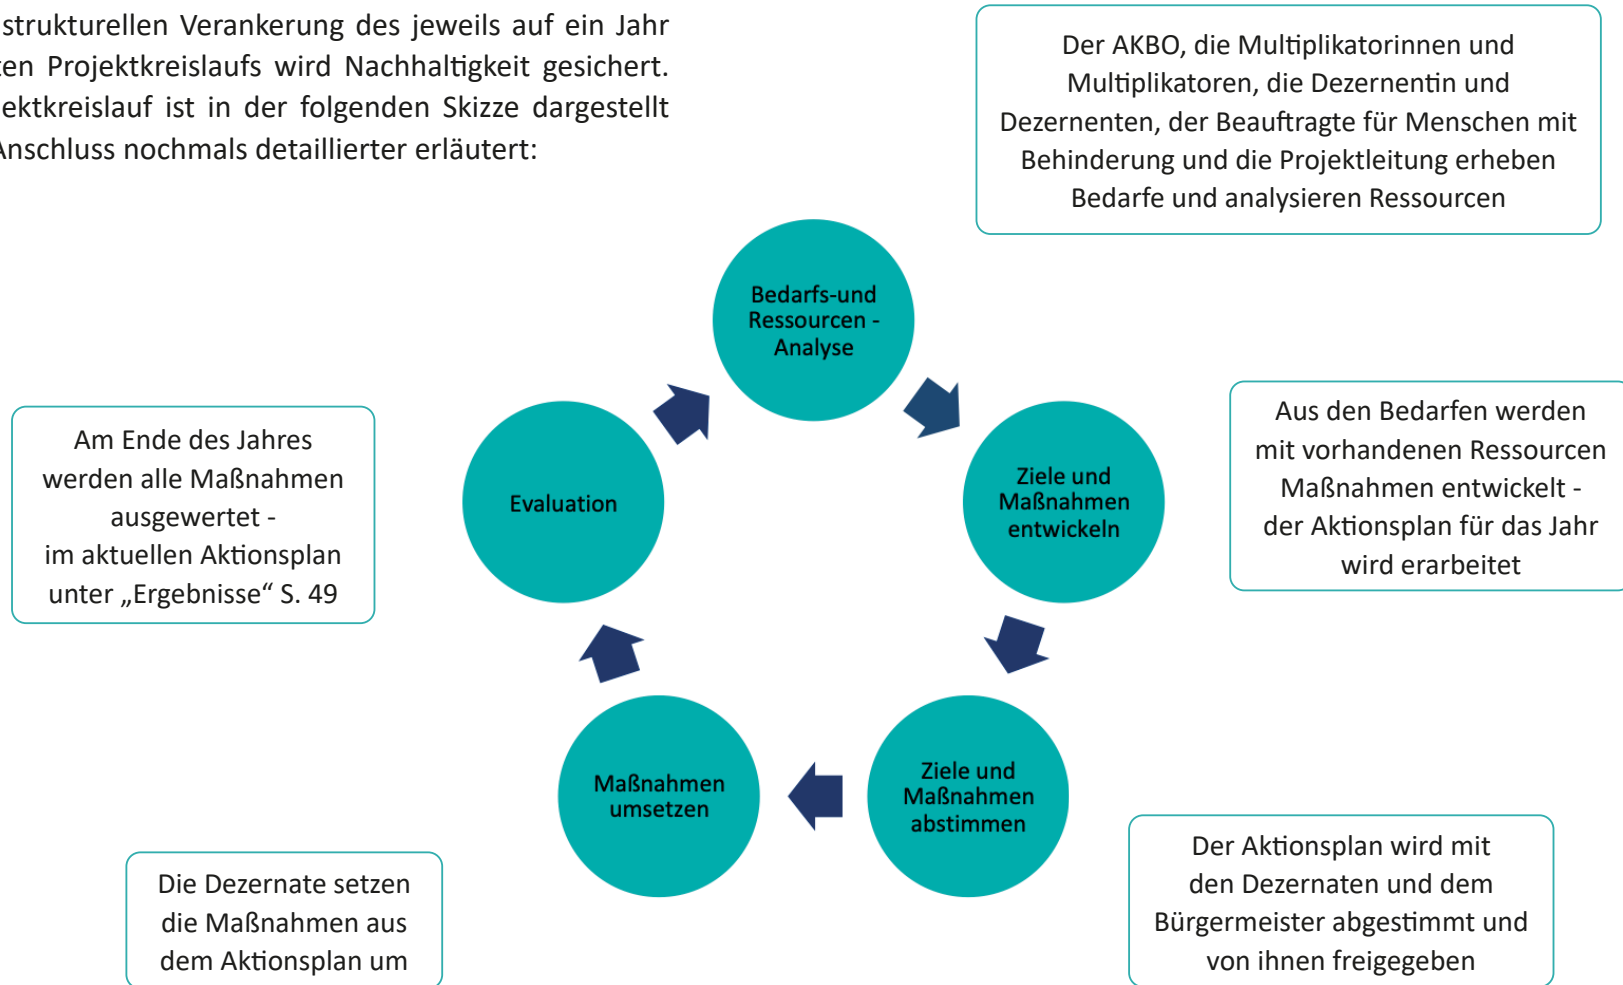 strukturellen Verankerung des jeweils auf ein Jahr
ten Projektkreislaufs wird Nachhaltigkeit gesichert.
jektkreislauf ist in der folgenden Skizze dargestellt
Anschluss nochmals detaillierter erläutert:
Der AKBO, die Multiplikatorinnen und
Multiplikatoren, die Dezernentin und
Dezernenten, der Beauftragte für Menschen mit
Behinderung und die Projektleitung erheben
Bedarfe und analysieren Ressourcen
Bedarfs-und
Ressourcen -
Analyse
Aus den Bedarfen werden
mit vorhandenen Ressourcen
Maßnahmen entwickelt -
der Aktionsplan für das Jahr
wird erarbeitet
Ziele und
Maßnahmen
entwickeln
Am Ende des Jahres
werden alle Maßnahmen
ausgewertet -
im aktuellen Aktionsplan
unter „Ergebnisse“ S. 49
Evaluation
Ziele und
Maßnahmen
abstimmen
Maßnahmen
umsetzen
Der Aktionsplan wird mit
den Dezernaten und dem
Bürgermeister abgestimmt und
von ihnen freigegeben
Die Dezernate setzen
die Maßnahmen aus
dem Aktionsplan um